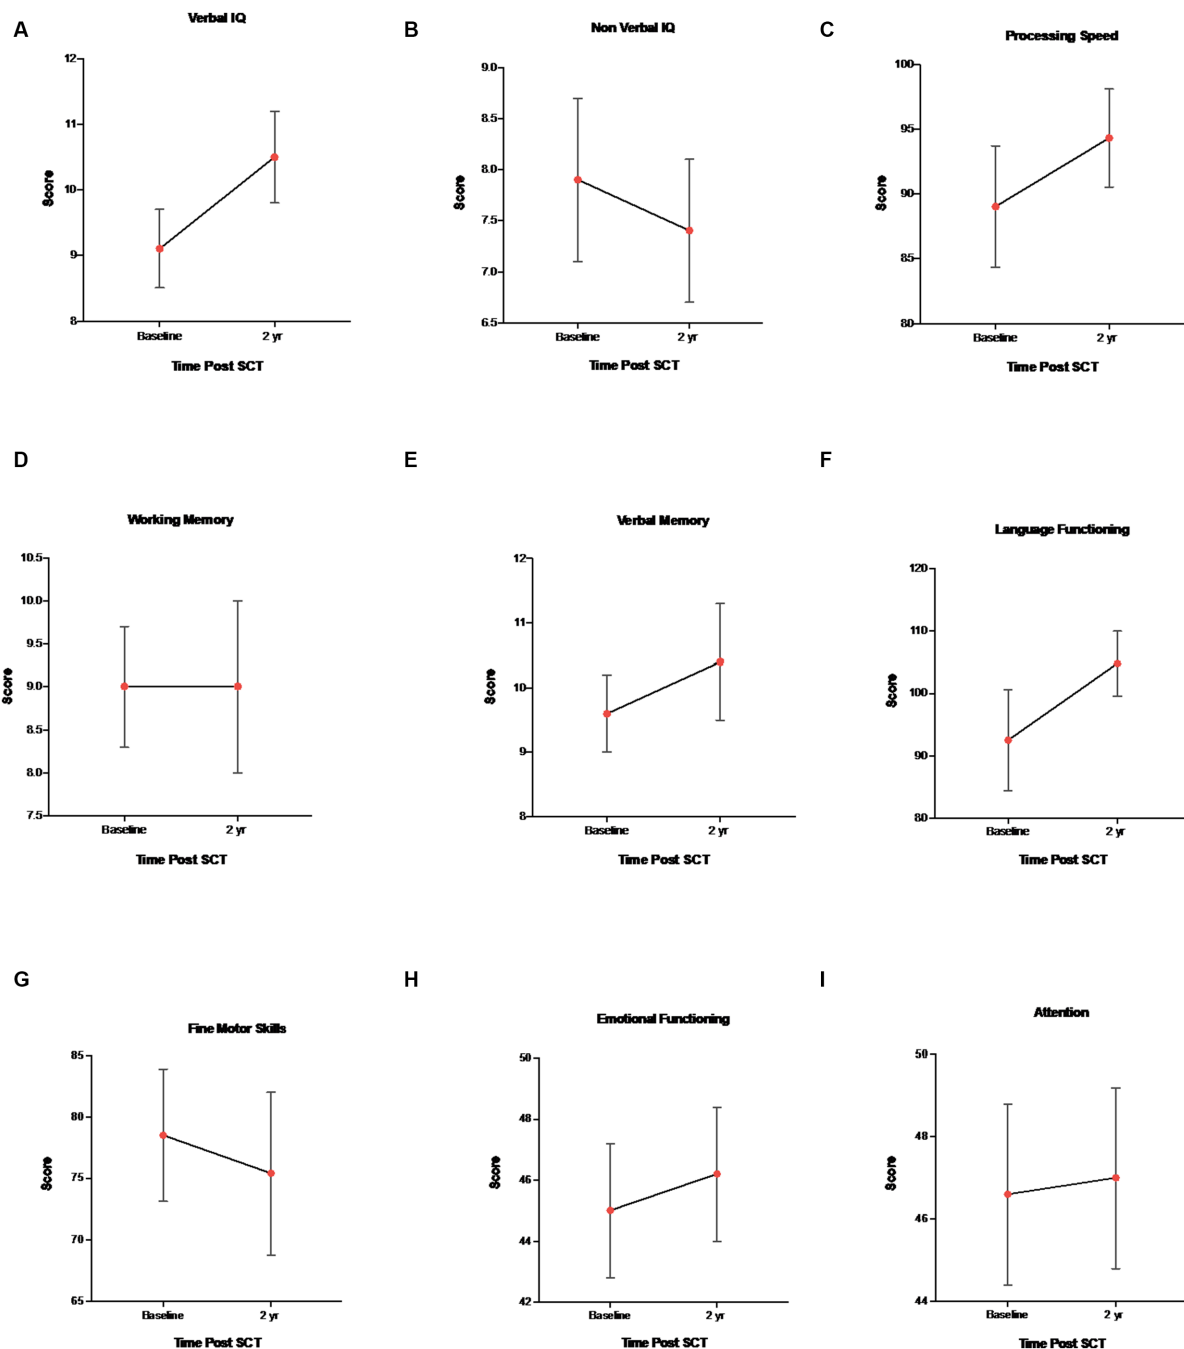 A
Verbal IQ
12
11
10
9
8
Score
Baseline
2 yr
Time Post SCT
B
Non Verbal IQ
9.0
8.5
8.0
7.5
7.0
6.5
Score
Baseline
2 yr
Time Post SCT
C
Processing Speed
100
95
90
85
80
Score
Baseline
2 yr
Time Post SCT
D
Working Memory
10.5
10.0
9.5
9.0
8.5
8.0
7.5
Score
Baseline
2 yr
Time Post SCT
E
Verbal Memory
12
11
10
9
8
Score
Baseline
2 yr
Time Post SCT
F
Language Functioning
120
110
100
90
80
Score
Baseline
2 yr
Time Post SCT
G
Fine Motor Skills
85
80
75
70
65
Score
Baseline
2 yr
Time Post SCT
H
Emotional Functioning
50
48
46
44
42
Score
Baseline
2 yr
Time Post SCT
I
Attention
50
48
46
44
Score
Baseline
2 yr
Time Post SCT